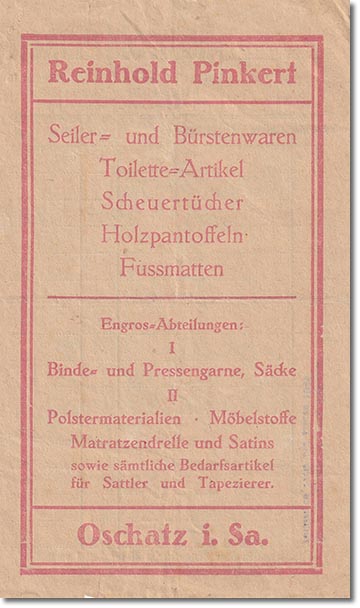 Reinhold Pinkert
Seiler= und Bürstenwaren
Toilette=Artikel
Scheuertücher
Holzpantoffeln·
Füssmatten
Engros=Abteilungen:
I
Binde= und Pressengarne, Säcke
II
Polstermaterialien · Möbelstoffe
Matratzendrelle und Satins
sowie sämtliche Bedarfsartikel
für Sattler und Tapezierer.
Oschatz i. Sa.